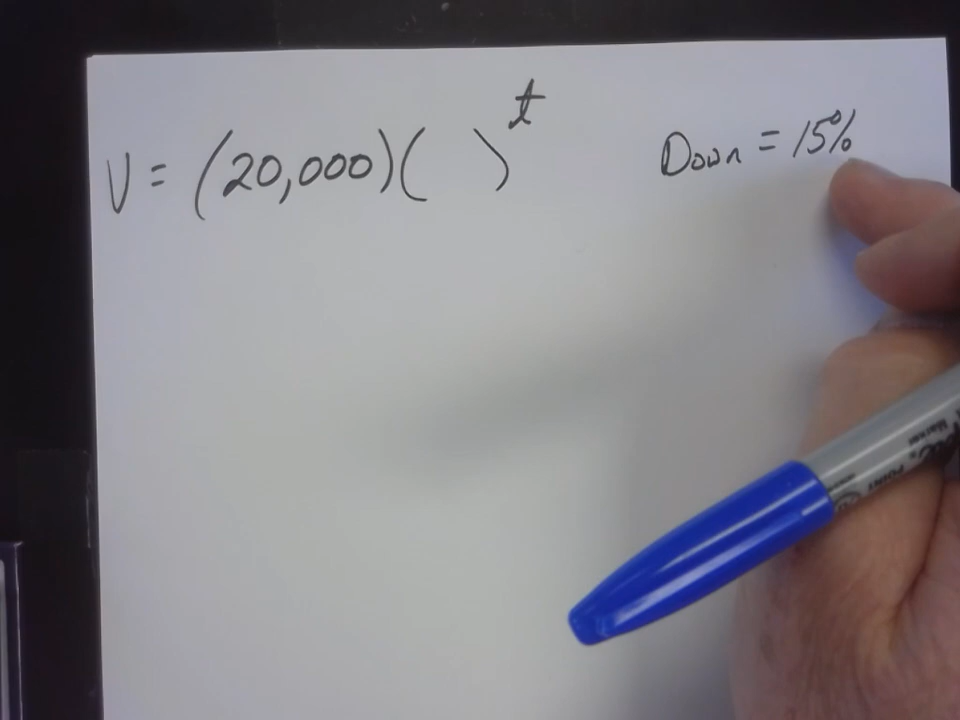 V = (20,000)( )^t
Down = 15%